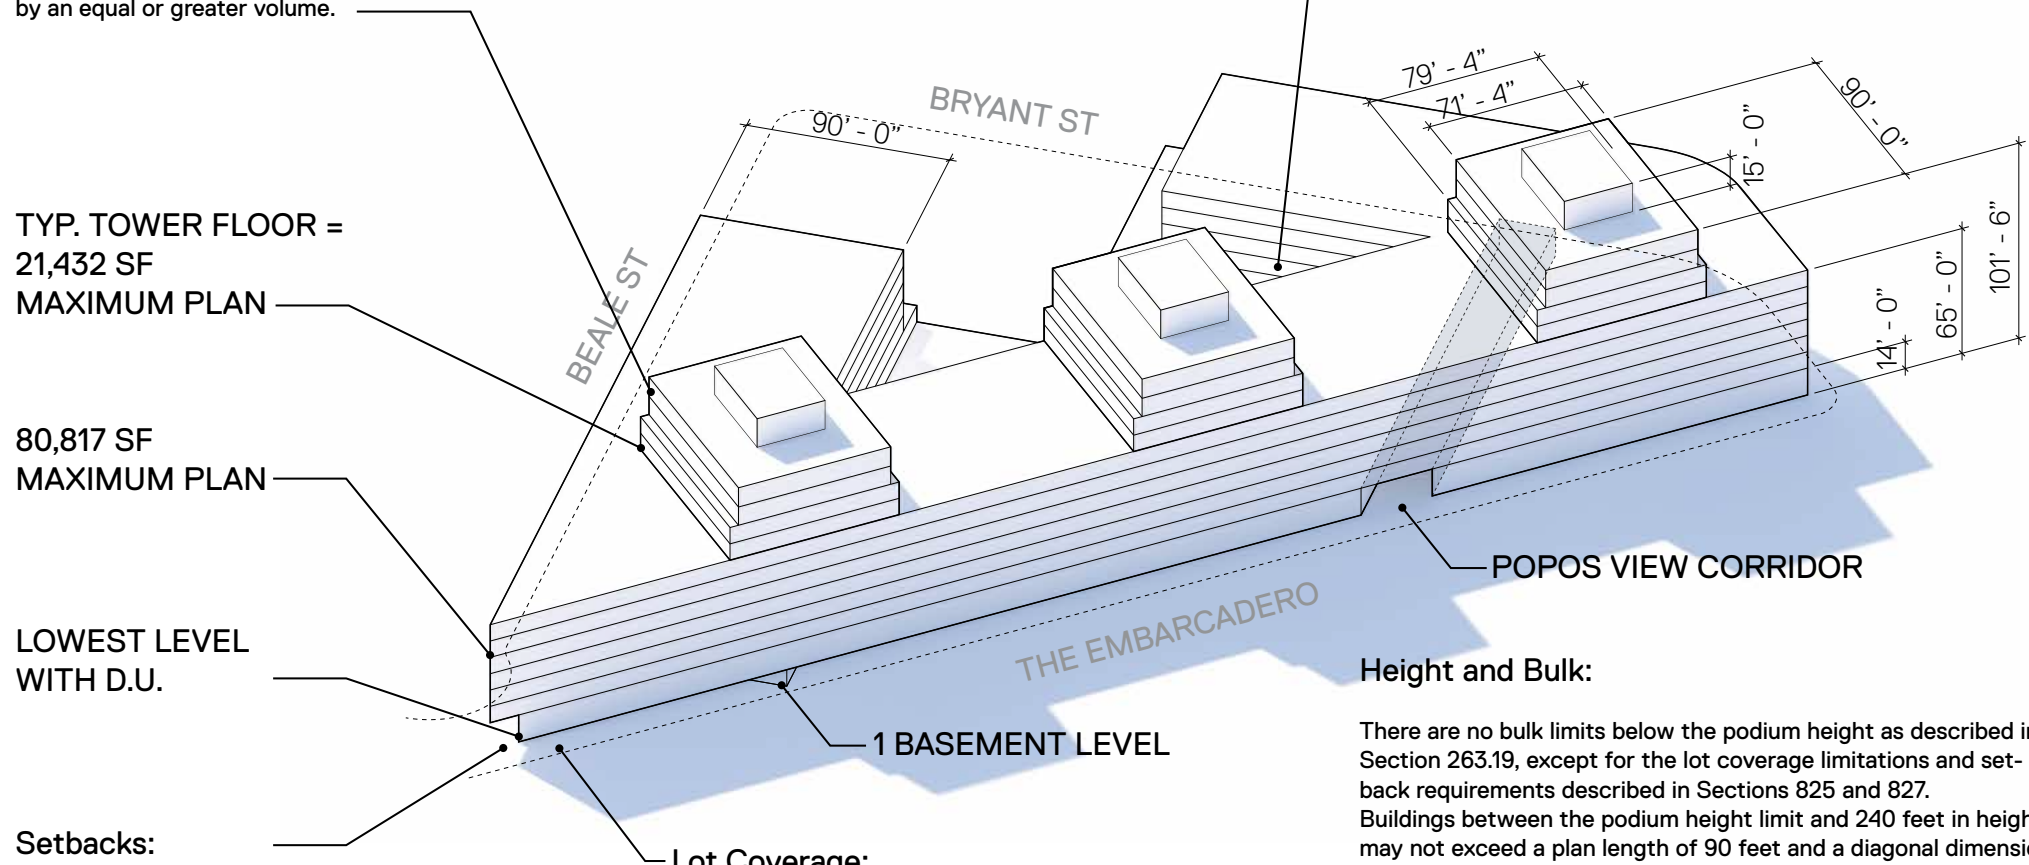 by an equal or greater volume.
BRYANT ST
90' - 0"
79' - 4"
71' - 4"
90' - 0"
15' - 0"
101' - 6"
65' - 0"
14' - 0"
TYP. TOWER FLOOR =
21,432 SF
MAXIMUM PLAN
BEALE ST
80,817 SF
MAXIMUM PLAN
POPOS VIEW CORRIDOR
THE EMBARCADERO
LOWEST LEVEL
WITH D.U.
1 BASEMENT LEVEL
Setbacks:
Lot Coverage:
Height and Bulk:
There are no bulk limits below the podium height as described in
Section 263.19, except for the lot coverage limitations and set-
back requirements described in Sections 825 and 827.
Buildings between the podium height limit and 240 feet in heigh
may not exceed a plan length of 90 feet and a diagonal dimensi